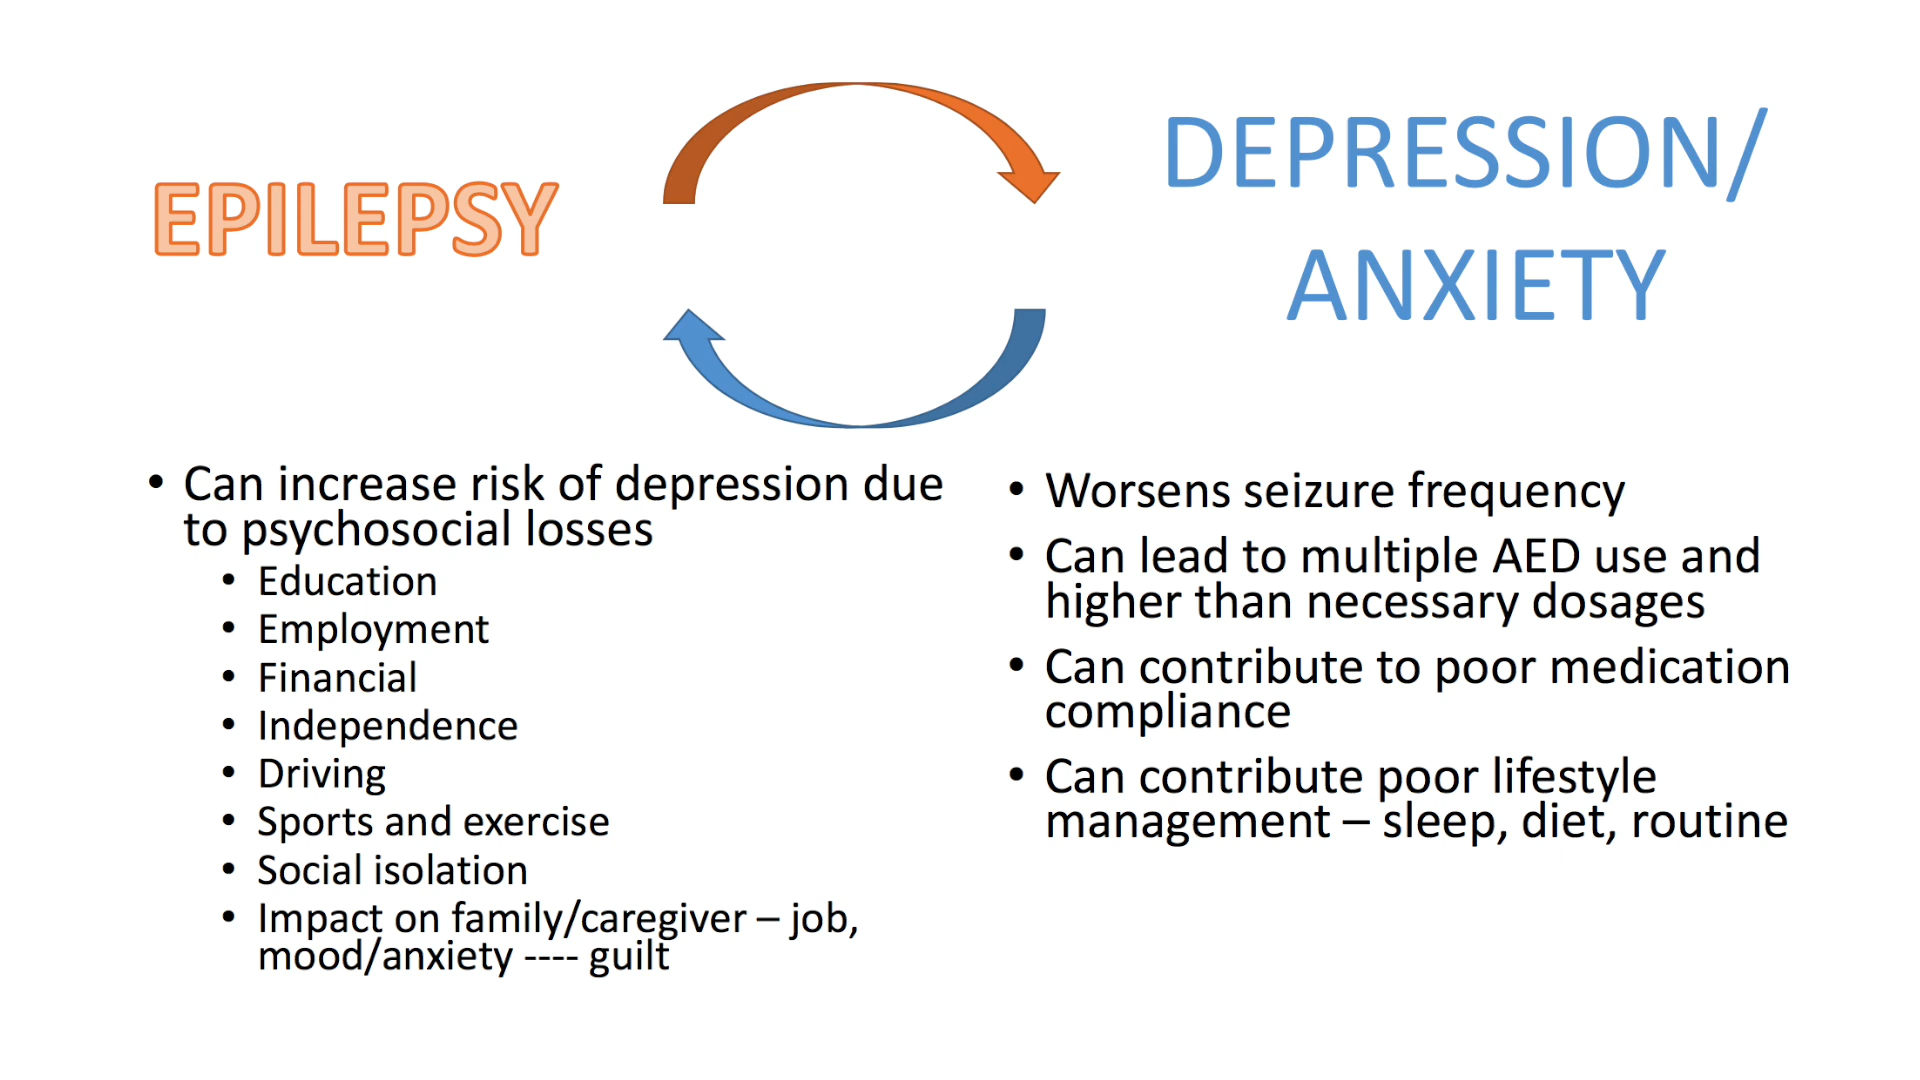 EPILEPSY
DEPRESSION/
ANXIETY
• Can increase risk of depression due
to psychosocial losses
• Education
• Employment
• Financial
• Independence
• Driving
• Sports and exercise
• Social isolation
• Impact on family/caregiver – job,
mood/anxiety ---- guilt
• Worsens seizure frequency
• Can lead to multiple AED use and
higher than necessary dosages
• Can contribute to poor medication
compliance
• Can contribute poor lifestyle
management – sleep, diet, routine